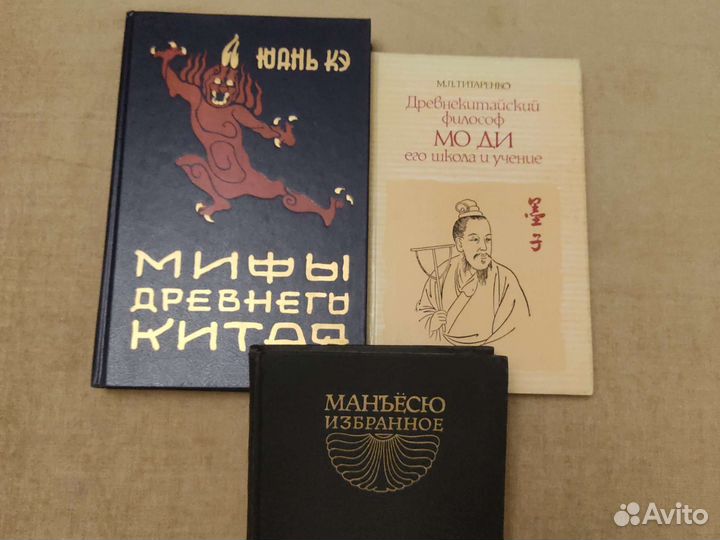 ЮАНЬ КЭ
МИФЫ
ДРЕВНЕГО
КИТАЯ
М.Л. ТИТАРЕНКО
Древнекитайский
философ
МО ДИ
его школа и учение
墨
子
МАНЪЁСЮ
ИЗБРАННОЕ
Avito